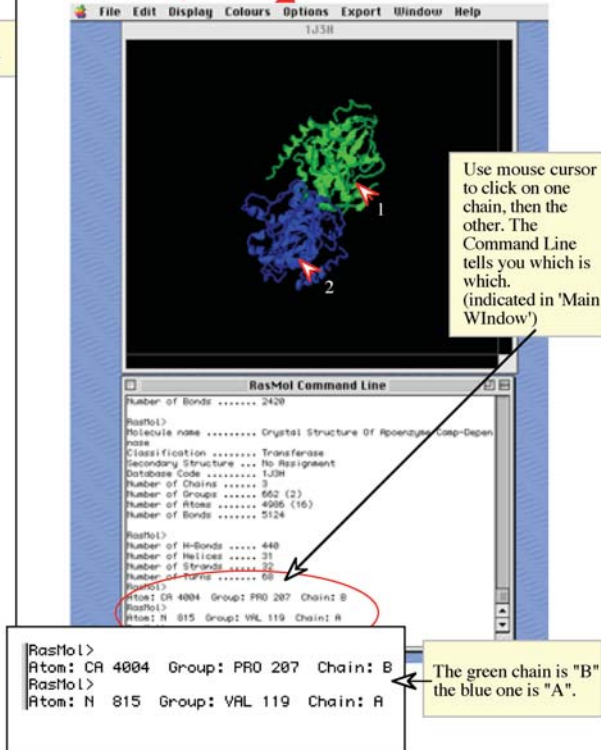 File Edit Display Colours Options Export Window Help
1J3H
1
2
Use mouse cursor
to click on one
chain, then the
other. The
Command Line
tells you which is
which.
(indicated in 'Main
WIndow')
RasMol Command Line
Number of Bonds ....... 2420
RasMol>
Molecule name ......... Crystal Structure Of Apoenzyme Camp-Depen
nase
Classification ........ Transferase
Secondary Structure ... No Assignment
Database Code ......... 1J3H
Number of Chains ...... 3
Number of Groups ...... 662 (2)
Number of Atoms ....... 4986 (16)
Number of Bonds ....... 5124
RasMol>
Number of H-Bonds ..... 440
Number of Helices ..... 31
Number of Strands ..... 32
Number of Turns ....... 68
RasMol>
Atom: CA 4004 Group: PRO 207 Chain: B
RasMol>
Atom: N 815 Group: VAL 119 Chain: A
RasMol>
Atom: CA 4004 Group: PRO 207 Chain: B
RasMol>
Atom: N 815 Group: VAL 119 Chain: A
The green chain is "B"
the blue one is "A".